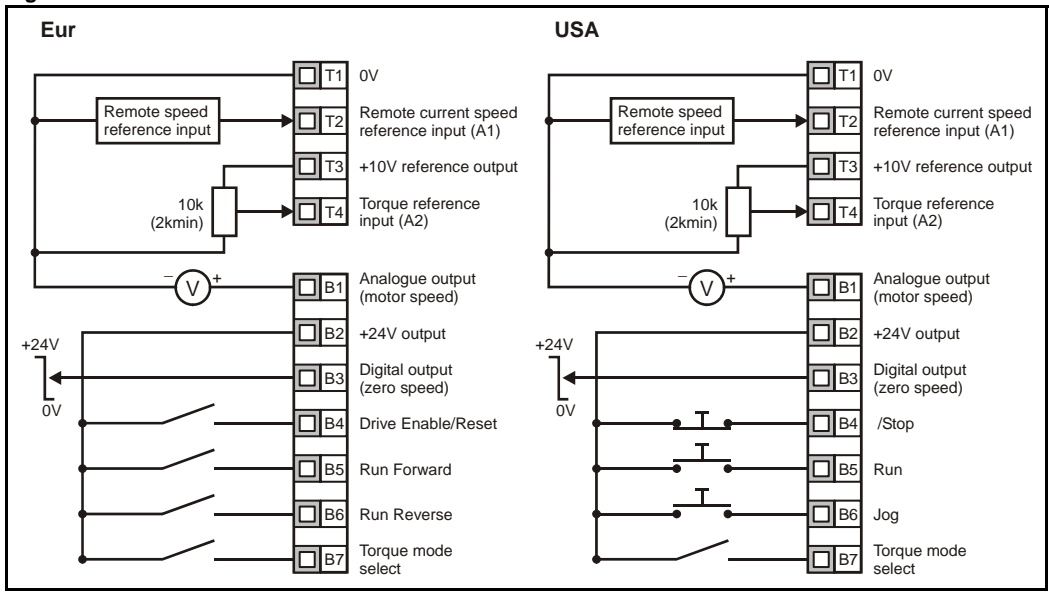 Eur
T1 0V
Remote speed
reference input
T2 Remote current speed
reference input (A1)
T3 +10V reference output
10k
(2kmin)
T4 Torque reference
input (A2)
− V +
B1 Analogue output
(motor speed)
B2 +24V output
+24V
0V
B3 Digital output
(zero speed)
B4 Drive Enable/Reset
B5 Run Forward
B6 Run Reverse
B7 Torque mode
select
USA
T1 0V
Remote speed
reference input
T2 Remote current speed
reference input (A1)
T3 +10V reference output
10k
(2kmin)
T4 Torque reference
input (A2)
− V +
B1 Analogue output
(motor speed)
B2 +24V output
+24V
0V
B3 Digital output
(zero speed)
B4 /Stop
B5 Run
B6 Jog
B7 Torque mode
select